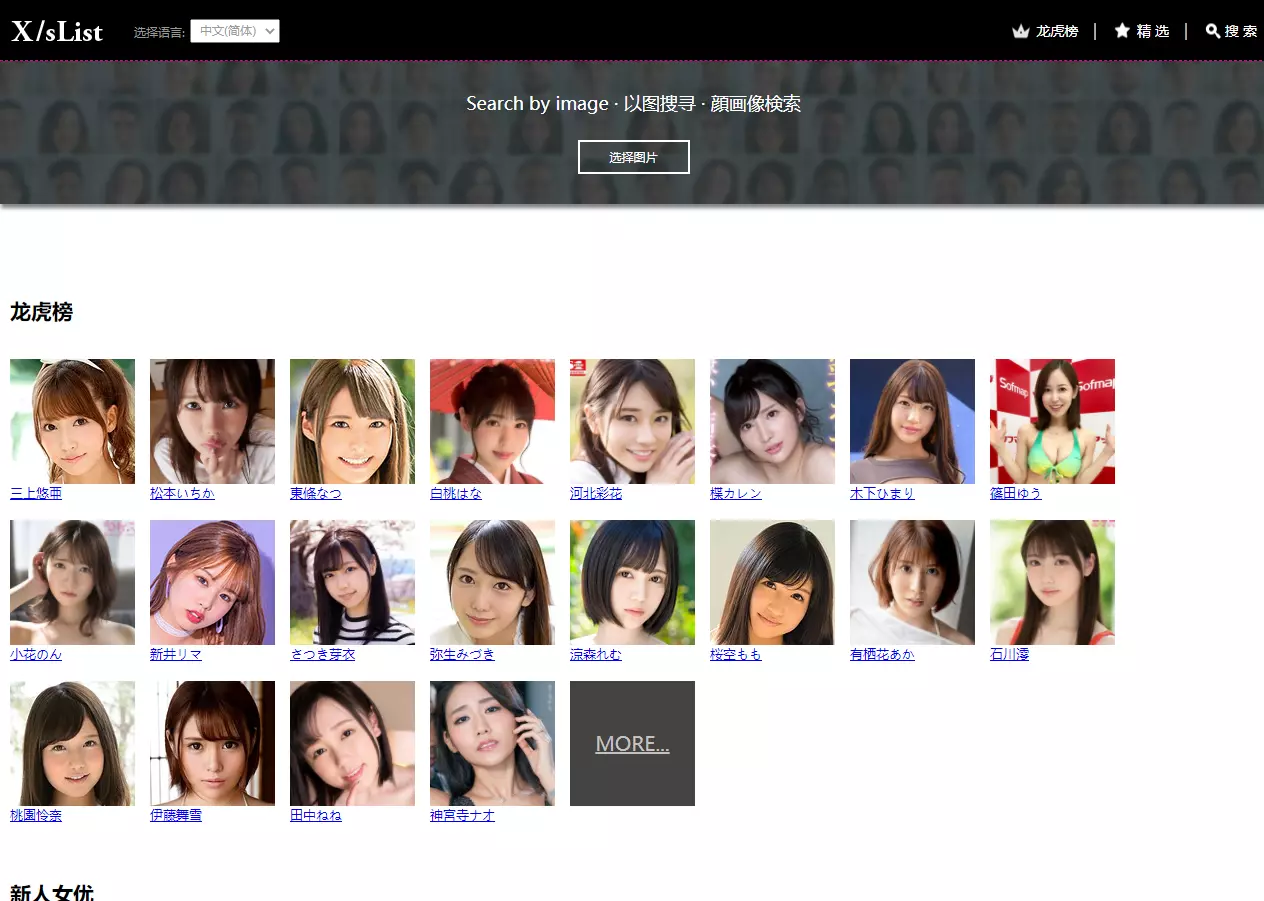 X/sList
选择语言:
中文(简体)
龙虎榜
精 选
搜 索
Search by image · 以图搜寻 · 顔画像検索
选择图片
龙虎榜
Sofmap
Sofmap
三上悠亜
松本いちか
東條なつ
白桃はな
河北彩花
楪カレン
木下ひまり
篠田ゆう
小花のん
新井リマ
さつき芽衣
弥生みづき
涼森れむ
桜空もも
有栖花あか
石川澪
桃園怜奈
伊藤舞雪
田中ねね
神宮寺ナオ
MORE...
新人女优